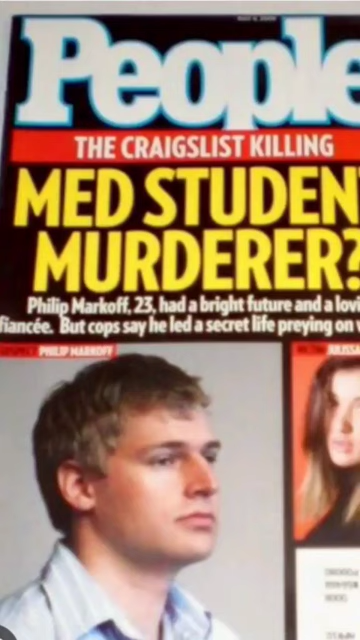 People
THE CRAIGSLIST KILLING
MED STUDEN
MURDERER?
Philip Markoff, 23, had a bright future and a lovi
fiancée. But cops say he led a secret life preying on
PHILIP MARKOFF